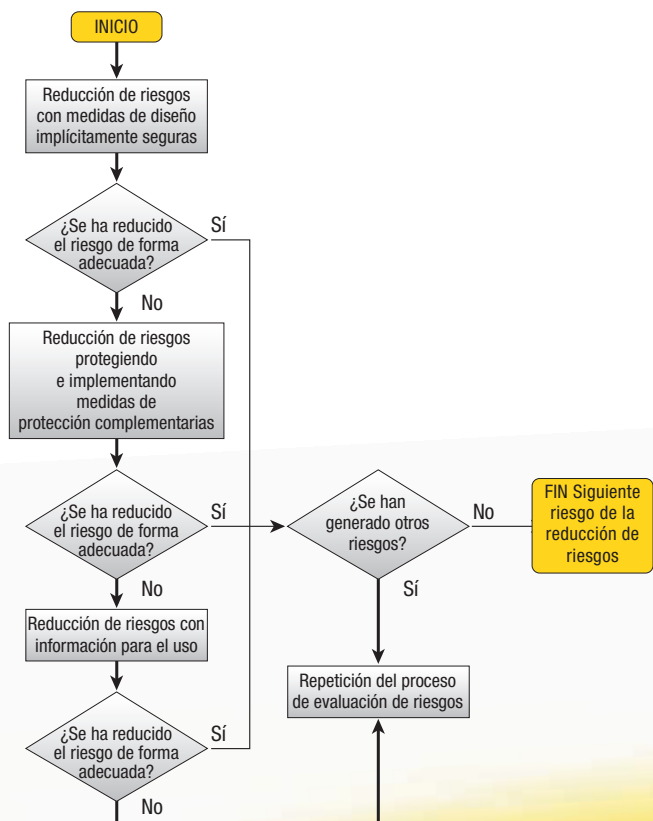 INICIO
Reducción de riesgos
con medidas de diseño
implícitamente seguras
¿Se ha reducido
el riesgo de forma
adecuada?
Sí
No
Reducción de riesgos
protegiendo
e implementando
medidas de
protección complementarias
¿Se ha reducido
el riesgo de forma
adecuada?
Sí
No
¿Se han
generado otros
riesgos?
No
Sí
FIN Siguiente
riesgo de la
reducción de
riesgos
Reducción de riesgos con
información para el uso
Repetición del proceso
de evaluación de riesgos
¿Se ha reducido
el riesgo de forma
adecuada?
Sí
No